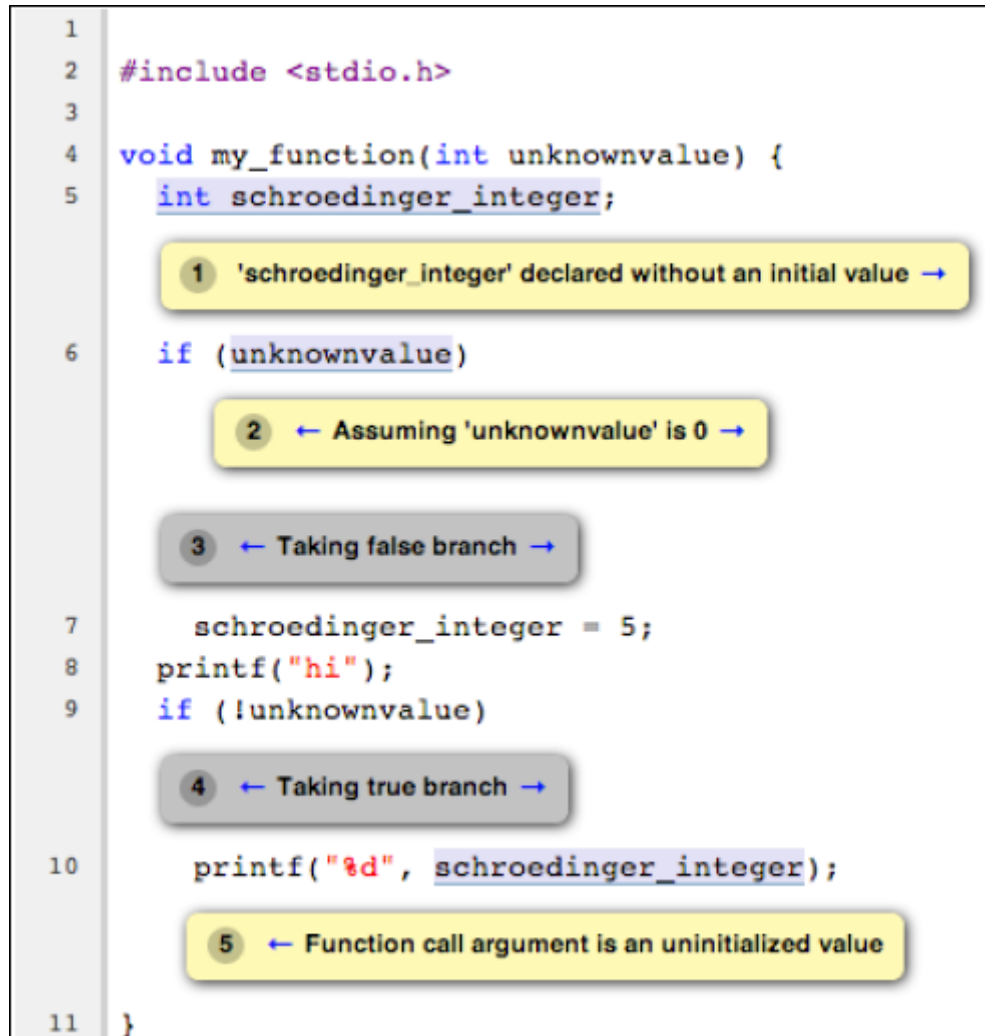 1
2 #include <stdio.h>
3
4 void my_function(int unknownvalue) {
5 int schroedinger_integer;
1 'schroedinger_integer' declared without an initial value →
6 if (unknownvalue)
2 ← Assuming 'unknownvalue' is 0 →
3 ← Taking false branch →
7 schroedinger_integer = 5;
8 printf("hi");
9 if (!unknownvalue)
4 ← Taking true branch →
10 printf("%d", schroedinger_integer);
5 ← Function call argument is an uninitialized value
11 }